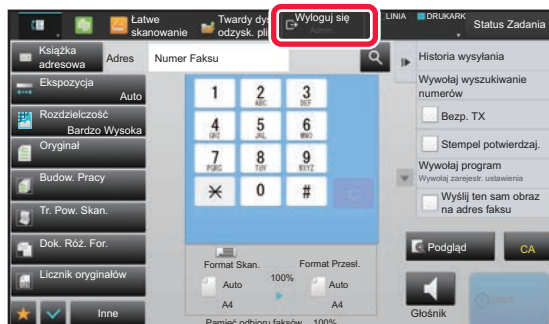 Łatwe
skanowanie
Twardy dys
odzysk. pli
Wyloguj się
Admin...
LINIA
DRUKARK
Status Zadania
Książka
adresowa
Adres
Numer Faksu
Historia wysyłania
Wywołaj wyszukiwanie
numerów
Bezp. TX
Stempel potwierdzaj.
Wywołaj program
Wywołaj zarejestr. ustawienia
Wyślij ten sam obraz
na adres faksu
Ekspozycja
Auto
Rozdzielczość
Bardzo Wysoka
Oryginał
Budow. Pracy
Tr. Pow. Skan.
Dok. Róż. For.
Licznik oryginałów
Inne
1
2
ABC
3
DEF
4
GHI
5
JKL
6
MNO
7
PQRS
8
TUV
9
WXYZ
0
#
Format Skan.
Format Przesł.
Auto
100%
Auto
A4
A4
Pamięć odbioru faksów 100%
Podgląd
CA
Głośnik
Start